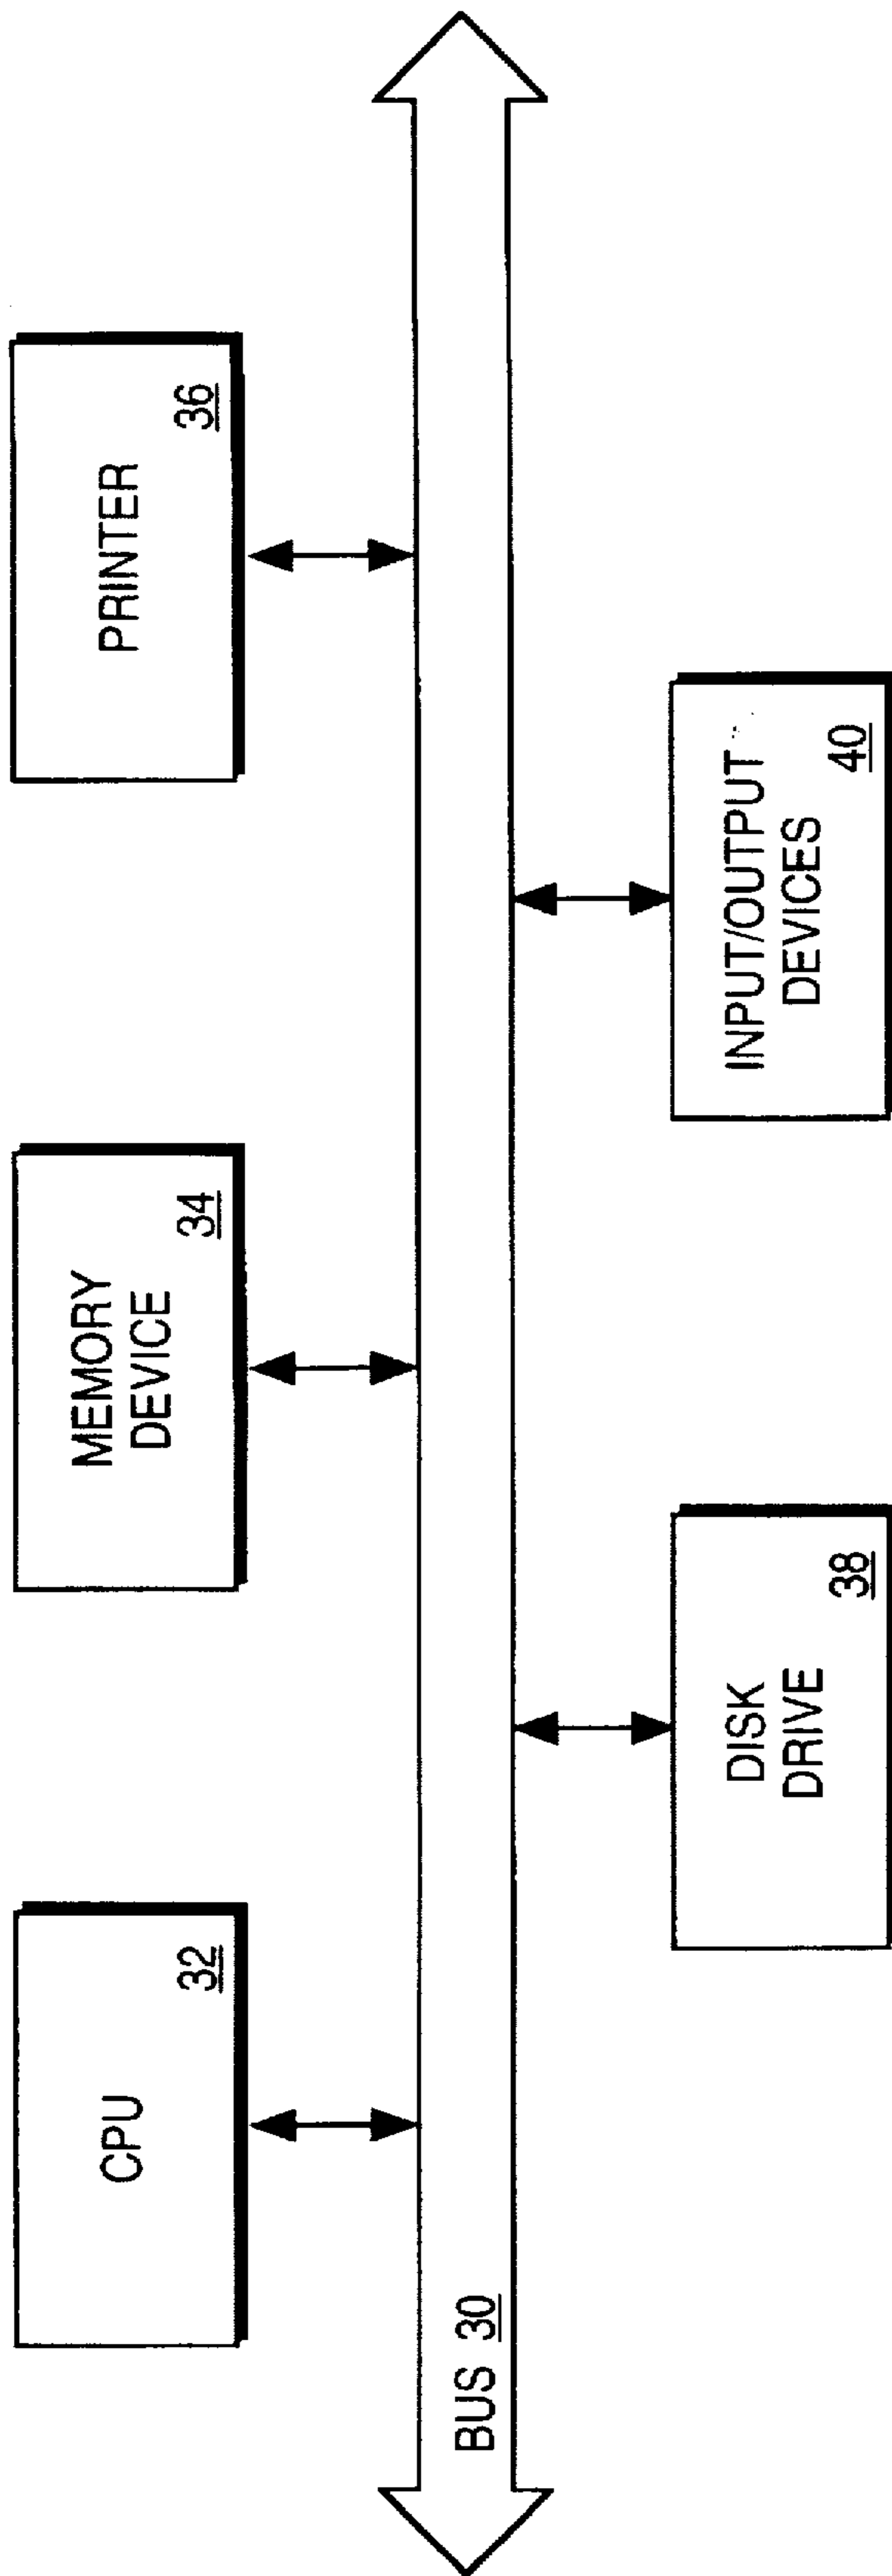 CPU
32
MEMORY
DEVICE
34
PRINTER
36
BUS 30
DISK
DRIVE
38
INPUT/OUTPUT
DEVICES
40